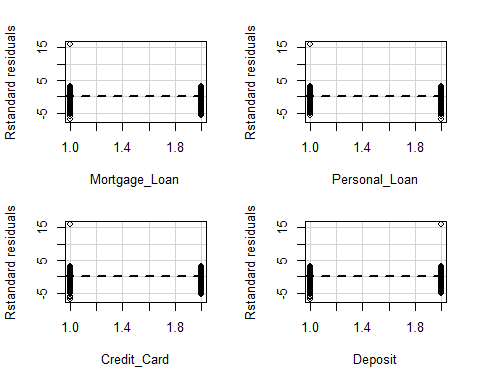 Rstandard residuals
15
5
-5
1.0 1.4 1.8
Mortgage_Loan
Rstandard residuals
15
5
-5
1.0 1.4 1.8
Personal_Loan
Rstandard residuals
15
5
-5
1.0 1.4 1.8
Credit_Card
Rstandard residuals
15
5
-5
1.0 1.4 1.8
Deposit